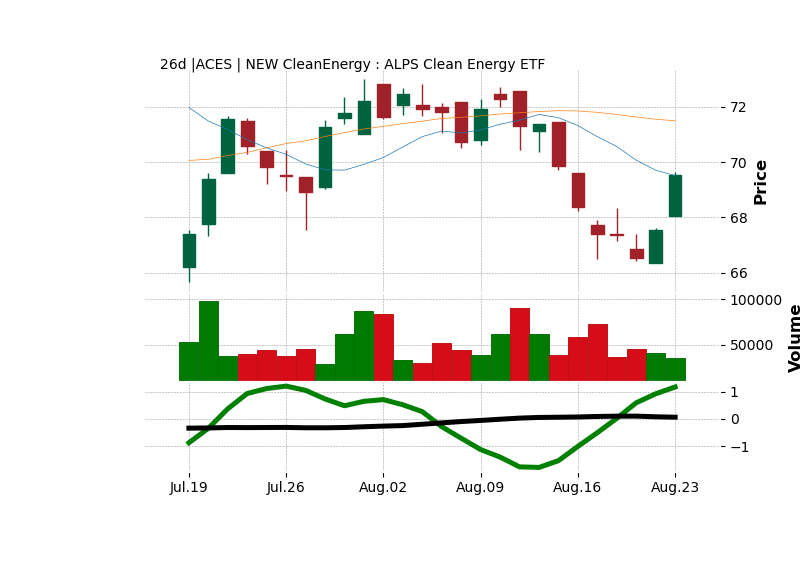 26d |ACES | NEW CleanEnergy : ALPS Clean Energy ETF
72
70
68
66
Price
100000
50000
Volume
1
0
−1
Jul.19 Jul.26 Aug.02 Aug.09 Aug.16 Aug.23